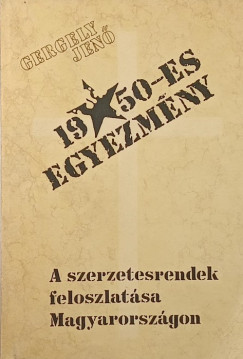 GERGELY
JENŐ
1950-ES
EGYEZMÉNY
A szerzetesrendek
feloszlatása
Magyarországon